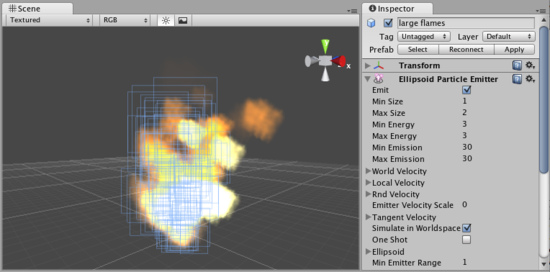 Scene
Textured RGB
x
Inspector
large flames
Tag Untagged Layer Default
Prefab Select Reconnect Apply
Transform
Ellipsoid Particle Emitter
Emit
Min Size 1
Max Size 2
Min Energy 3
Max Energy 3
Min Emission 30
Max Emission 30
World Velocity
Local Velocity
Rnd Velocity
Emitter Velocity Scale 0
Tangent Velocity
Simulate in Worldspace
One Shot
Ellipsoid
Min Emitter Range 1